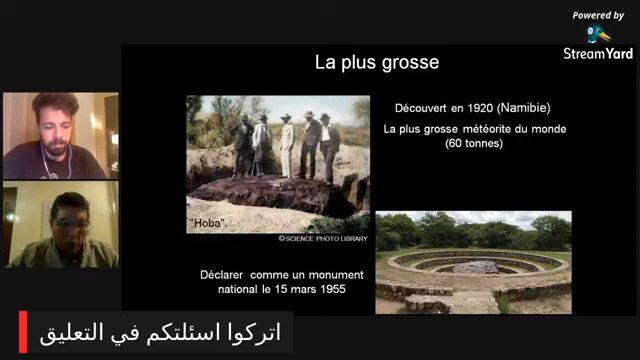 Powered by
StreamYard
La plus grosse
Découvert en 1920 (Namibie)
La plus grosse météorite du monde
(60 tonnes)
"Hoba".
© SCIENCE PHOTO LIBRARY
Déclarer comme un monument
national le 15 mars 1955
اتركوا اسئلتكم في التعليق